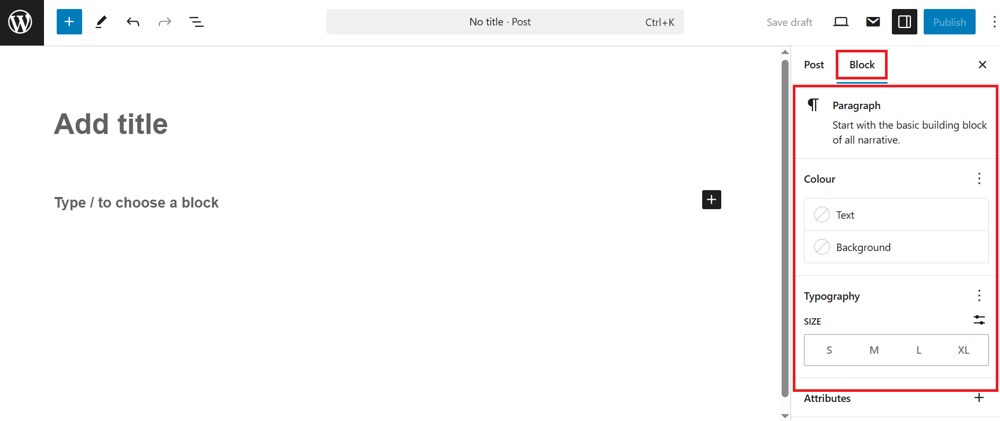 No title · Post
Ctrl+K
Save draft
Publish
Post
Block
Add title
Type / to choose a block
Paragraph
Start with the basic building block
of all narrative.
Colour
Text
Background
Typography
SIZE
S M L XL
Attributes